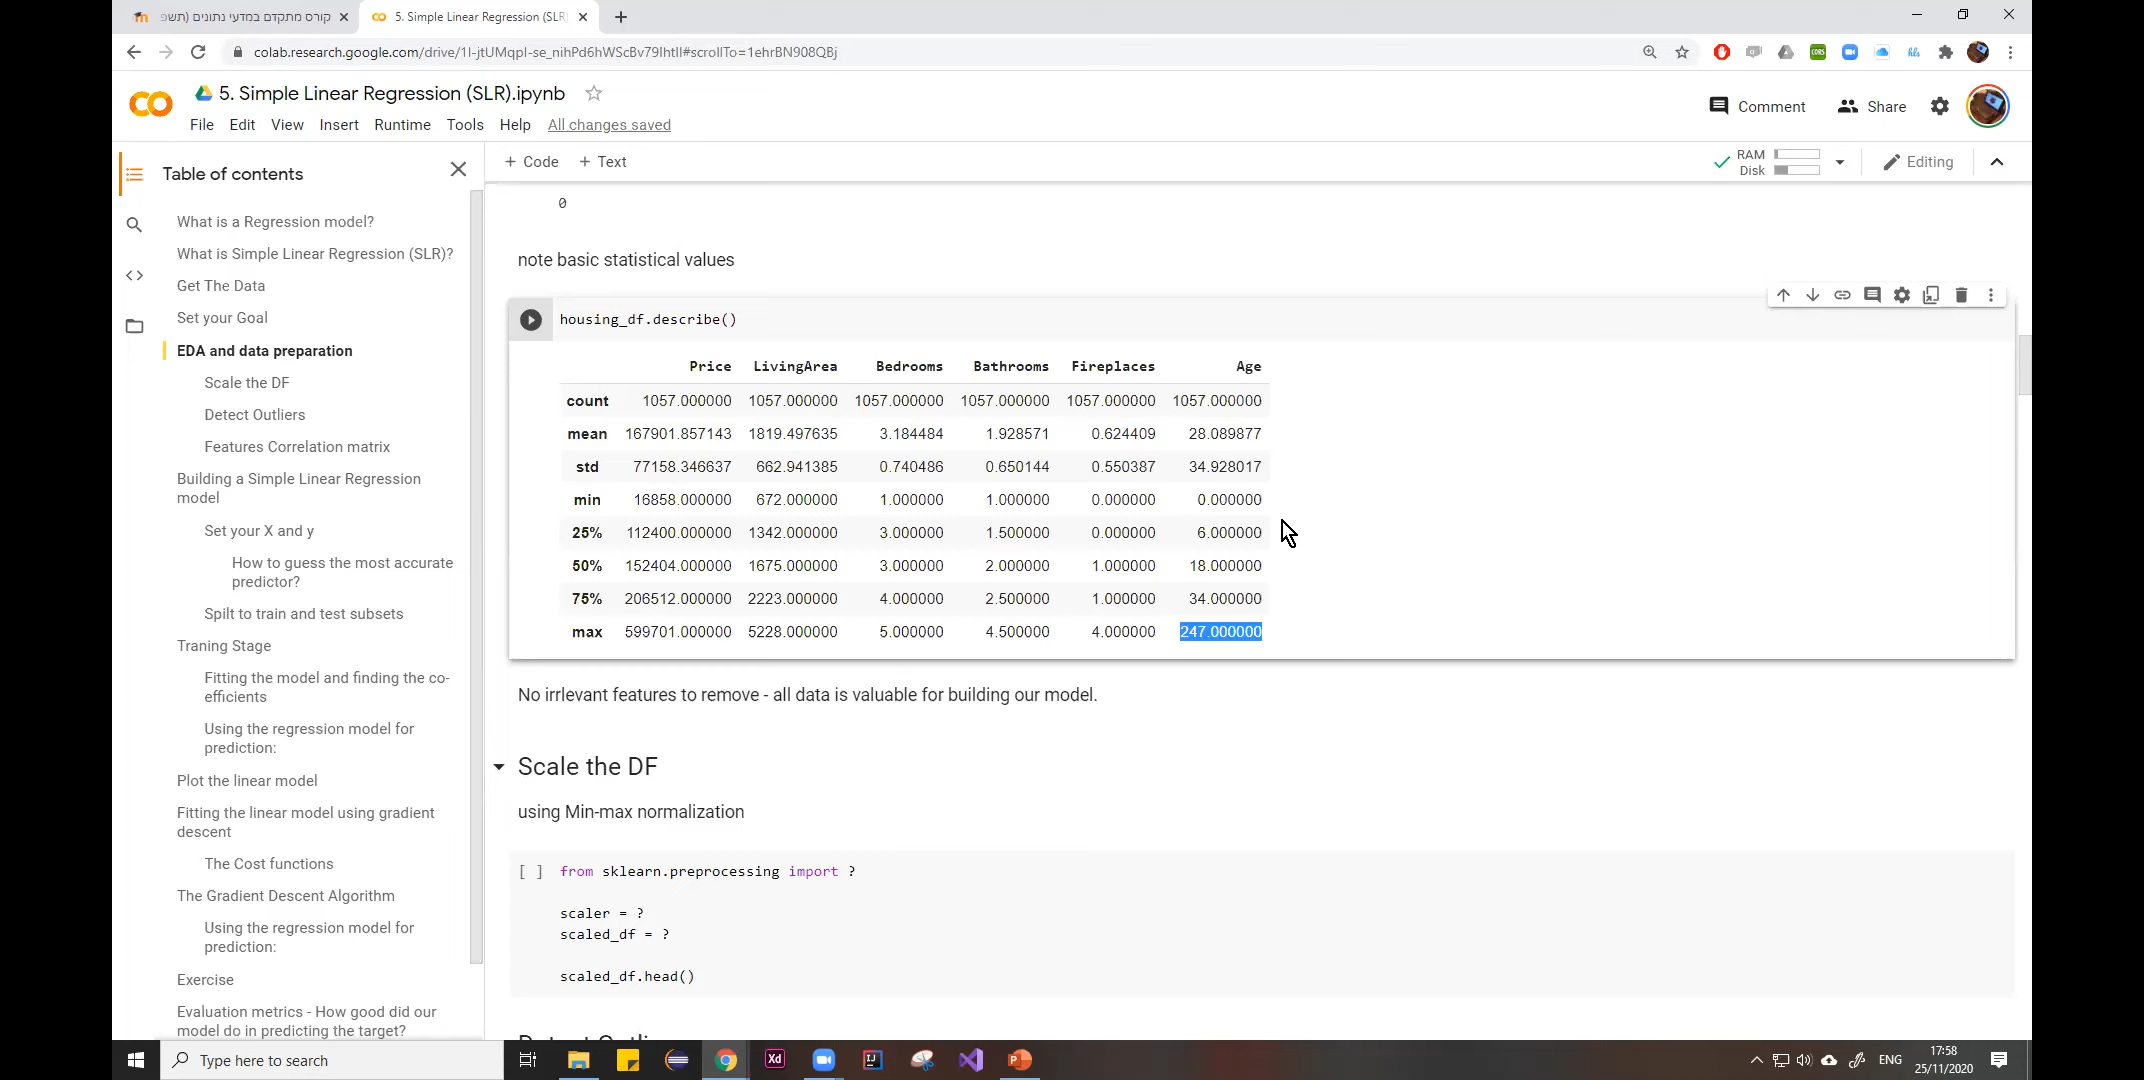 קורס מתקדם במדעי נתונים (תשפ
5. Simple Linear Regression (SLR
colab.research.google.com/drive/1I-jtUMqpI-se_nihPd6hWScBv79IhtIl#scrollTo=1ehrBN908QBj
CORS
hls
5. Simple Linear Regression (SLR).ipynb
Comment
Share
File Edit View Insert Runtime Tools Help All changes saved
+ Code + Text
RAM
Disk
Editing
Table of contents
What is a Regression model?
What is Simple Linear Regression (SLR)?
Get The Data
Set your Goal
EDA and data preparation
Scale the DF
Detect Outliers
Features Correlation matrix
Building a Simple Linear Regression
model
Set your X and y
How to guess the most accurate
predictor?
Spilt to train and test subsets
Traning Stage
Fitting the model and finding the co-
efficients
Using the regression model for
prediction:
Plot the linear model
Fitting the linear model using gradient
descent
The Cost functions
The Gradient Descent Algorithm
Using the regression model for
prediction:
Exercise
Evaluation metrics - How good did our
model do in predicting the target?
0
note basic statistical values
housing_df.describe()
Price LivingArea Bedrooms Bathrooms Fireplaces Age
count 1057.000000 1057.000000 1057.000000 1057.000000 1057.000000 1057.000000
mean 167901.857143 1819.497635 3.184484 1.928571 0.624409 28.089877
std 77158.346637 662.941385 0.740486 0.650144 0.550387 34.928017
min 16858.000000 672.000000 1.000000 1.000000 0.000000 0.000000
25% 112400.000000 1342.000000 3.000000 1.500000 0.000000 6.000000
50% 152404.000000 1675.000000 3.000000 2.000000 1.000000 18.000000
75% 206512.000000 2223.000000 4.000000 2.500000 1.000000 34.000000
max 599701.000000 5228.000000 5.000000 4.500000 4.000000 247.000000
No irrlevant features to remove - all data is valuable for building our model.
Scale the DF
using Min-max normalization
[ ] from sklearn.preprocessing import ?
scaler = ?
scaled_df = ?
scaled_df.head()
Type here to search
Xd
IJ
P
ENG
17:58
25/11/2020